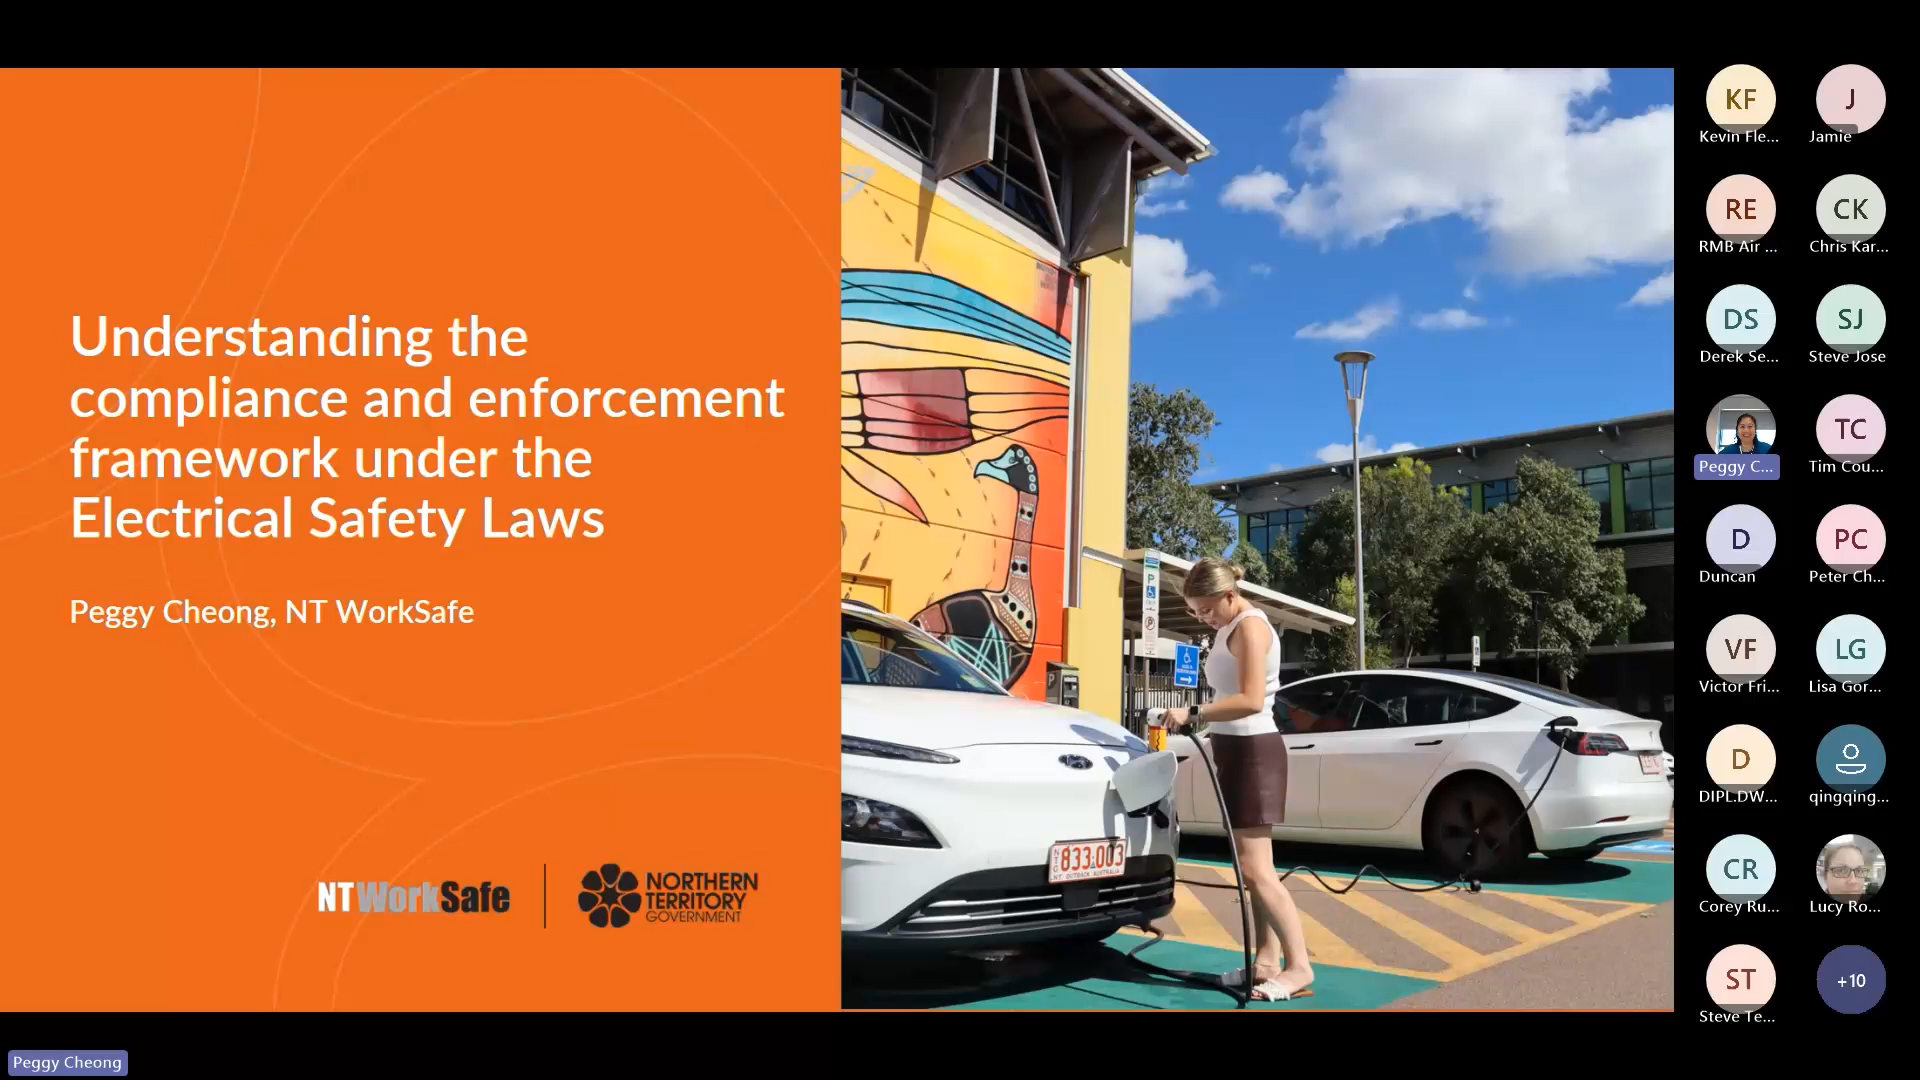 Understanding the
compliance and enforcement
framework under the
Electrical Safety Laws
Peggy Cheong, NT WorkSafe
NTWorkSafe
NORTHERN
TERRITORY
GOVERNMENT
P
P
833·003
NT OUTBACK AUSTRALIA
KF
Kevin Fle...
J
Jamie
RE
RMB Air ...
CK
Chris Kar...
DS
Derek Se...
SJ
Steve Jose
Peggy C...
TC
Tim Cou...
D
Duncan
PC
Peter Ch...
VF
Victor Fri...
LG
Lisa Gor...
D
DIPL.DW...
qingqing...
CR
Corey Ru...
Lucy Ro...
ST
Steve Te...
+10
Peggy Cheong